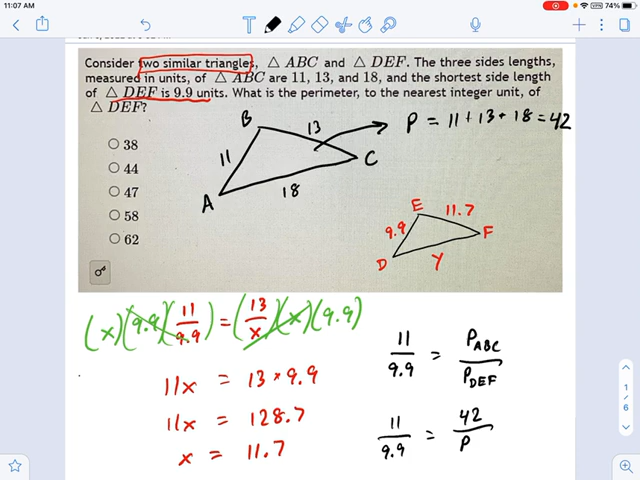 11:07 AM
74%
Consider two similar triangles, △ ABC and △ DEF. The three sides lengths,
measured in units, of △ ABC are 11, 13, and 18, and the shortest side length
of △ DEF is 9.9 units. What is the perimeter, to the nearest integer unit, of
△ DEF?
38
44
47
58
62
B
13
P = 11 + 13 + 18 = 42
11
C
18
A
E
11.7
9.9
F
D
Y
(x)(9.9)(11/9.9) = (13/x)(x)(9.9)
11x = 13 × 9.9
11x = 128.7
x = 11.7
11/9.9 = P_ABC/P_DEF
11/9.9 = 42/P
1
/
6